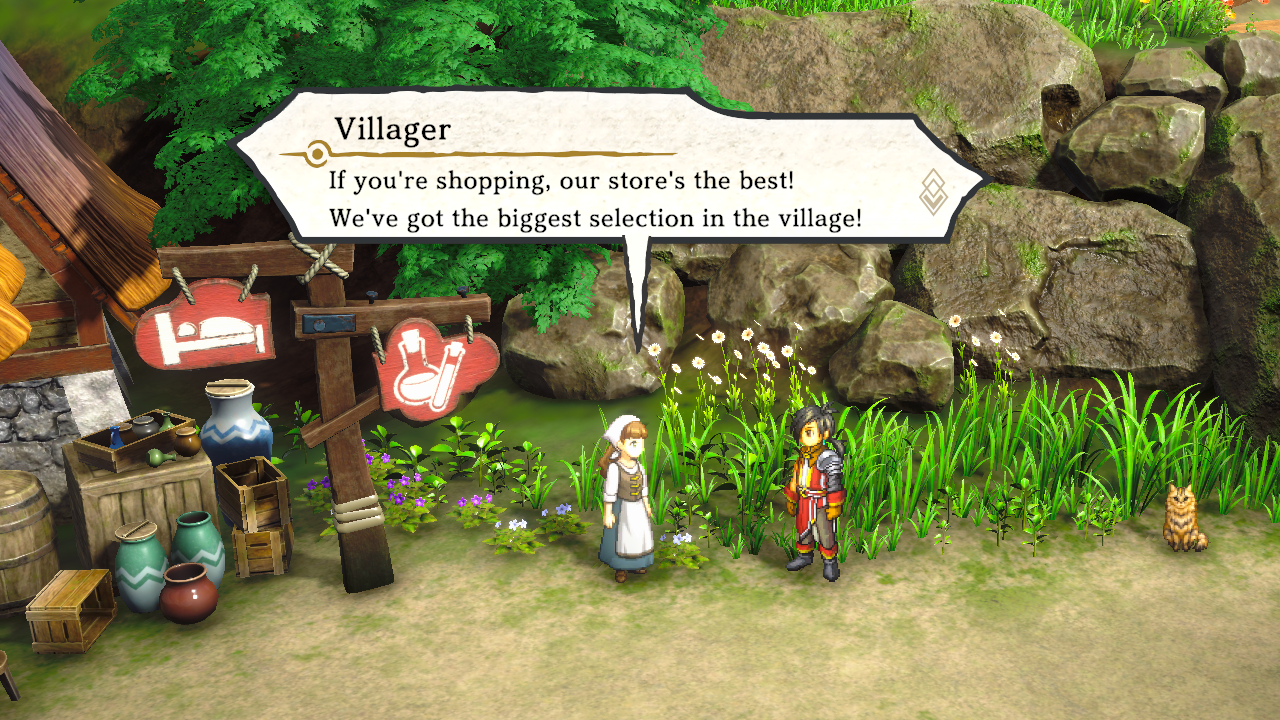 Villager
If you're shopping, our store's the best!
We've got the biggest selection in the village!